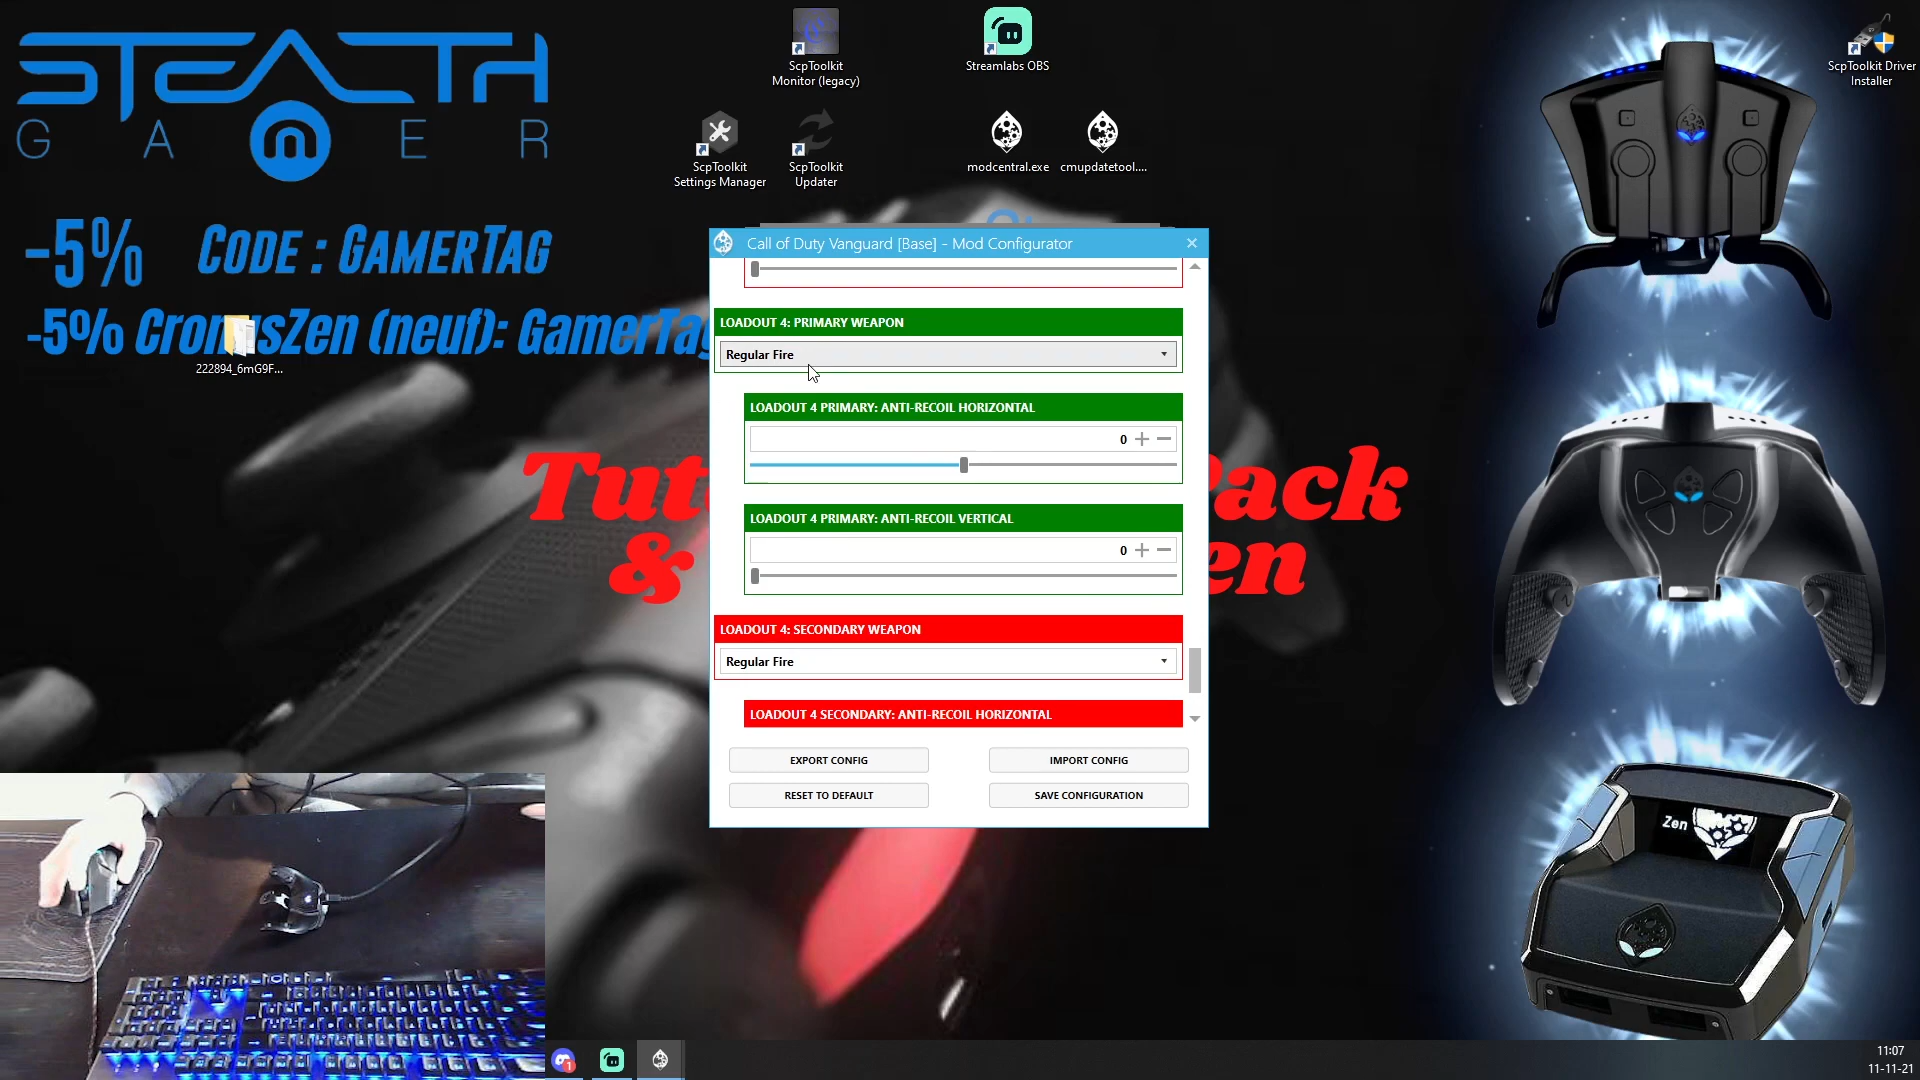 STEALTH
GAMER
-5% CODE : GAMERTAG
-5% CronusZen (neuf): GamerTag
222894_6mG9F...
ScpToolkit
Monitor (legacy)
Streamlabs OBS
ScpToolkit
Settings Manager
ScpToolkit
Updater
modcentral.exe
cmupdatetool....
ScpToolkit Driver
Installer
Call of Duty Vanguard [Base] - Mod Configurator
LOADOUT 4: PRIMARY WEAPON
Regular Fire
LOADOUT 4 PRIMARY: ANTI-RECOIL HORIZONTAL
0
LOADOUT 4 PRIMARY: ANTI-RECOIL VERTICAL
0
LOADOUT 4: SECONDARY WEAPON
Regular Fire
LOADOUT 4 SECONDARY: ANTI-RECOIL HORIZONTAL
EXPORT CONFIG
IMPORT CONFIG
RESET TO DEFAULT
SAVE CONFIGURATION
Zen
1
11:07
11-11-21